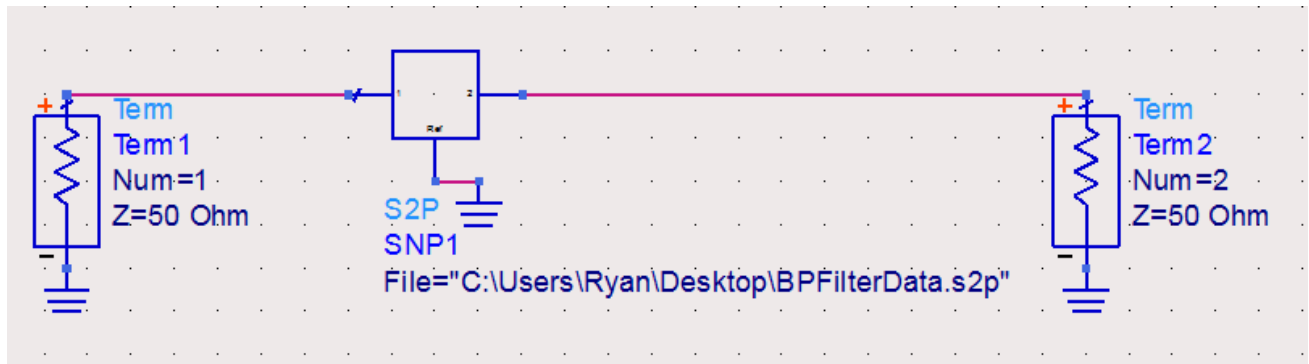 1
2
Ref
+
Term
Term1
Num=1
Z=50 Ohm
-
S2P
SNP1
File="C:\Users\Ryan\Desktop\BPFilterData.s2p"
+
Term
Term2
Num=2
Z=50 Ohm
-